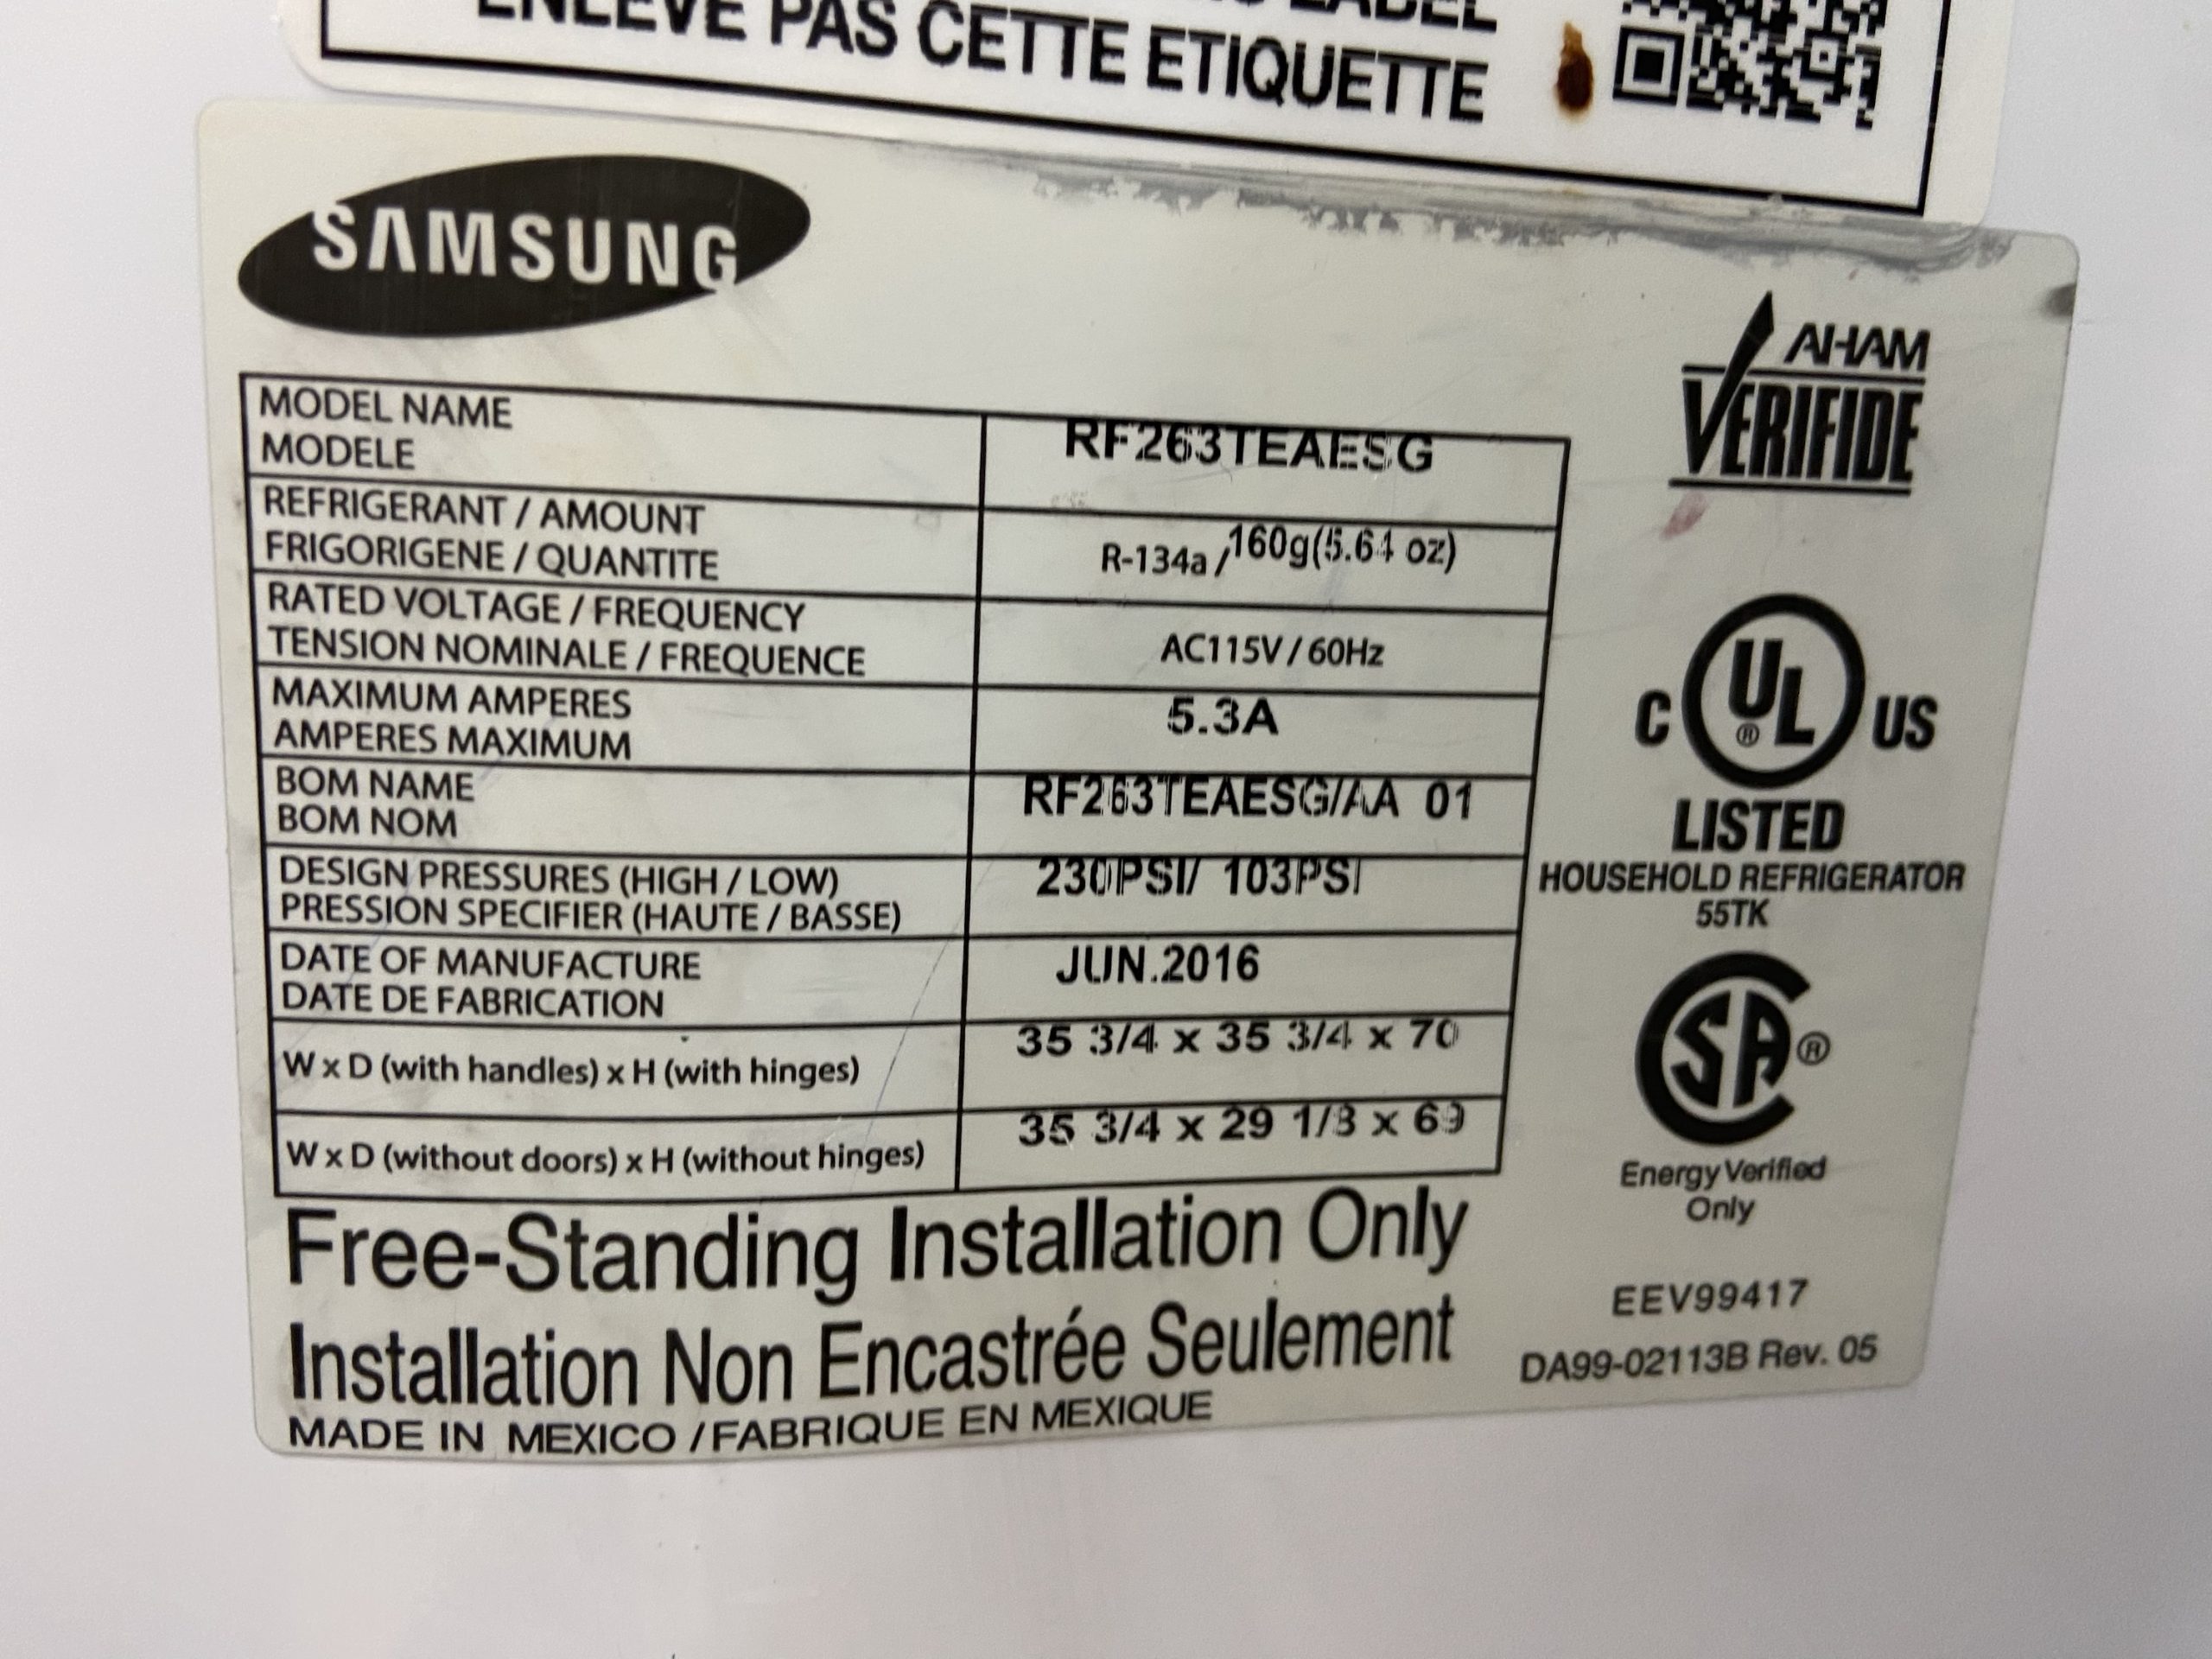 ENLEVE PAS CETTE ETIQUETTE
SAMSUNG
AHAM
VERIFIDE
MODEL NAME
MODELE
RF263TEAESG
REFRIGERANT / AMOUNT
FRIGORIGENE / QUANTITE
R-134a / 160g(5.64 oz)
RATED VOLTAGE / FREQUENCY
TENSION NOMINALE / FREQUENCE
AC115V / 60Hz
MAXIMUM AMPERES
AMPERES MAXIMUM
5.3A
BOM NAME
BOM NOM
RF263TEAESG/AA 01
DESIGN PRESSURES (HIGH / LOW)
PRESSION SPECIFIER (HAUTE / BASSE)
230PSI/ 103PSI
DATE OF MANUFACTURE
DATE DE FABRICATION
JUN.2016
W x D (with handles) x H (with hinges)
35 3/4 x 35 3/4 x 70
W x D (without doors) x H (without hinges)
35 3/4 x 29 x 69
C UL® US
LISTED
HOUSEHOLD REFRIGERATOR
55TK
SA®
Energy Verified
Only
Free-Standing Installation Only
Installation Non Encastrée Seulement
MADE IN MEXICO / FABRIQUE EN MEXIQUE
EEV99417
DA99-02113B Rev. 05